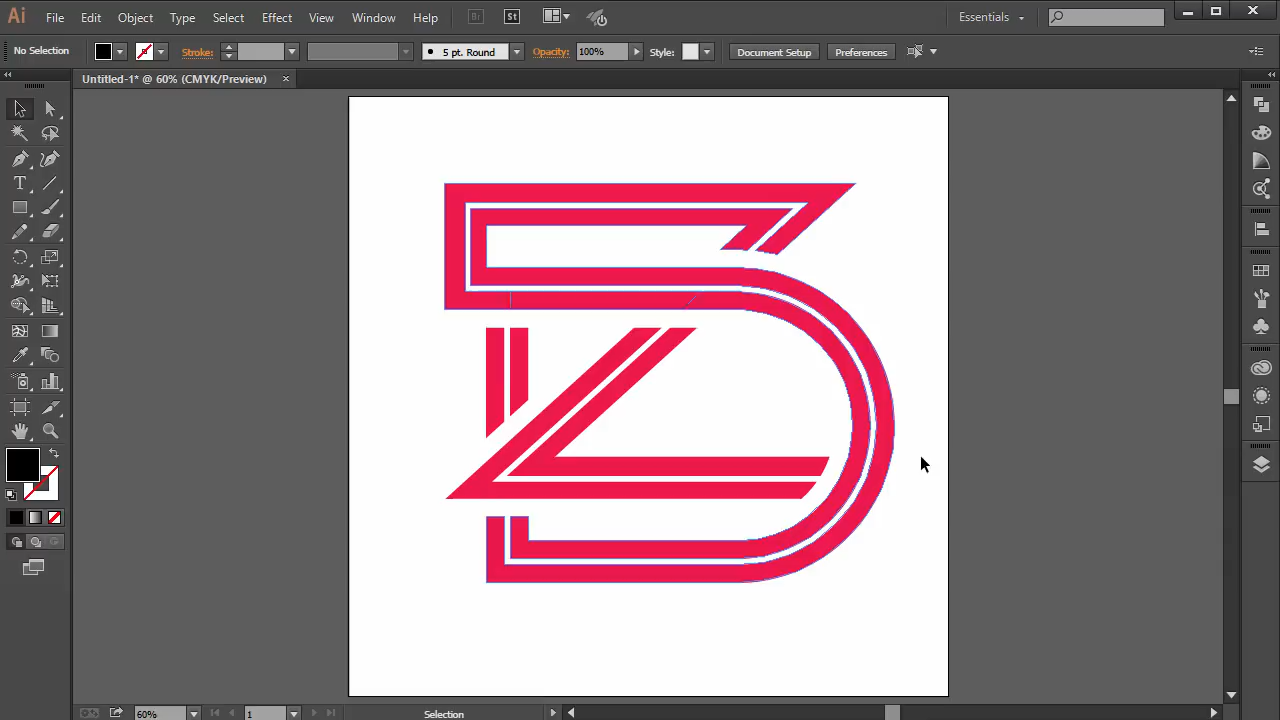 Ai File Edit Object Type Select Effect View Window Help Br St Essentials
No Selection Stroke: 5 pt. Round Opacity: 100% Style: Document Setup Preferences
Untitled-1* @ 60% (CMYK/Preview)
T
60% 1 Selection